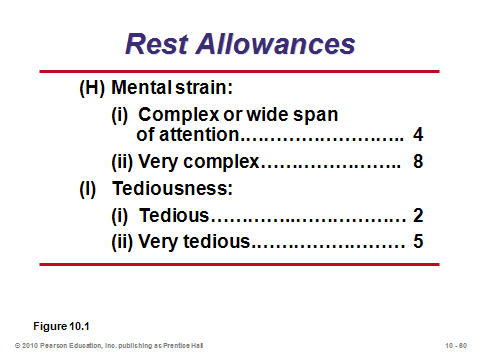 Rest Allowances
(H) Mental strain:
(i) Complex or wide span
of attention.…………………….. 4
(ii) Very complex………………….. 8
(I) Tediousness:
(i) Tedious…………..……………… 2
(ii) Very tedious.…………………… 5
Figure 10.1
© 2010 Pearson Education, Inc. publishing as Prentice Hall
10 - 60